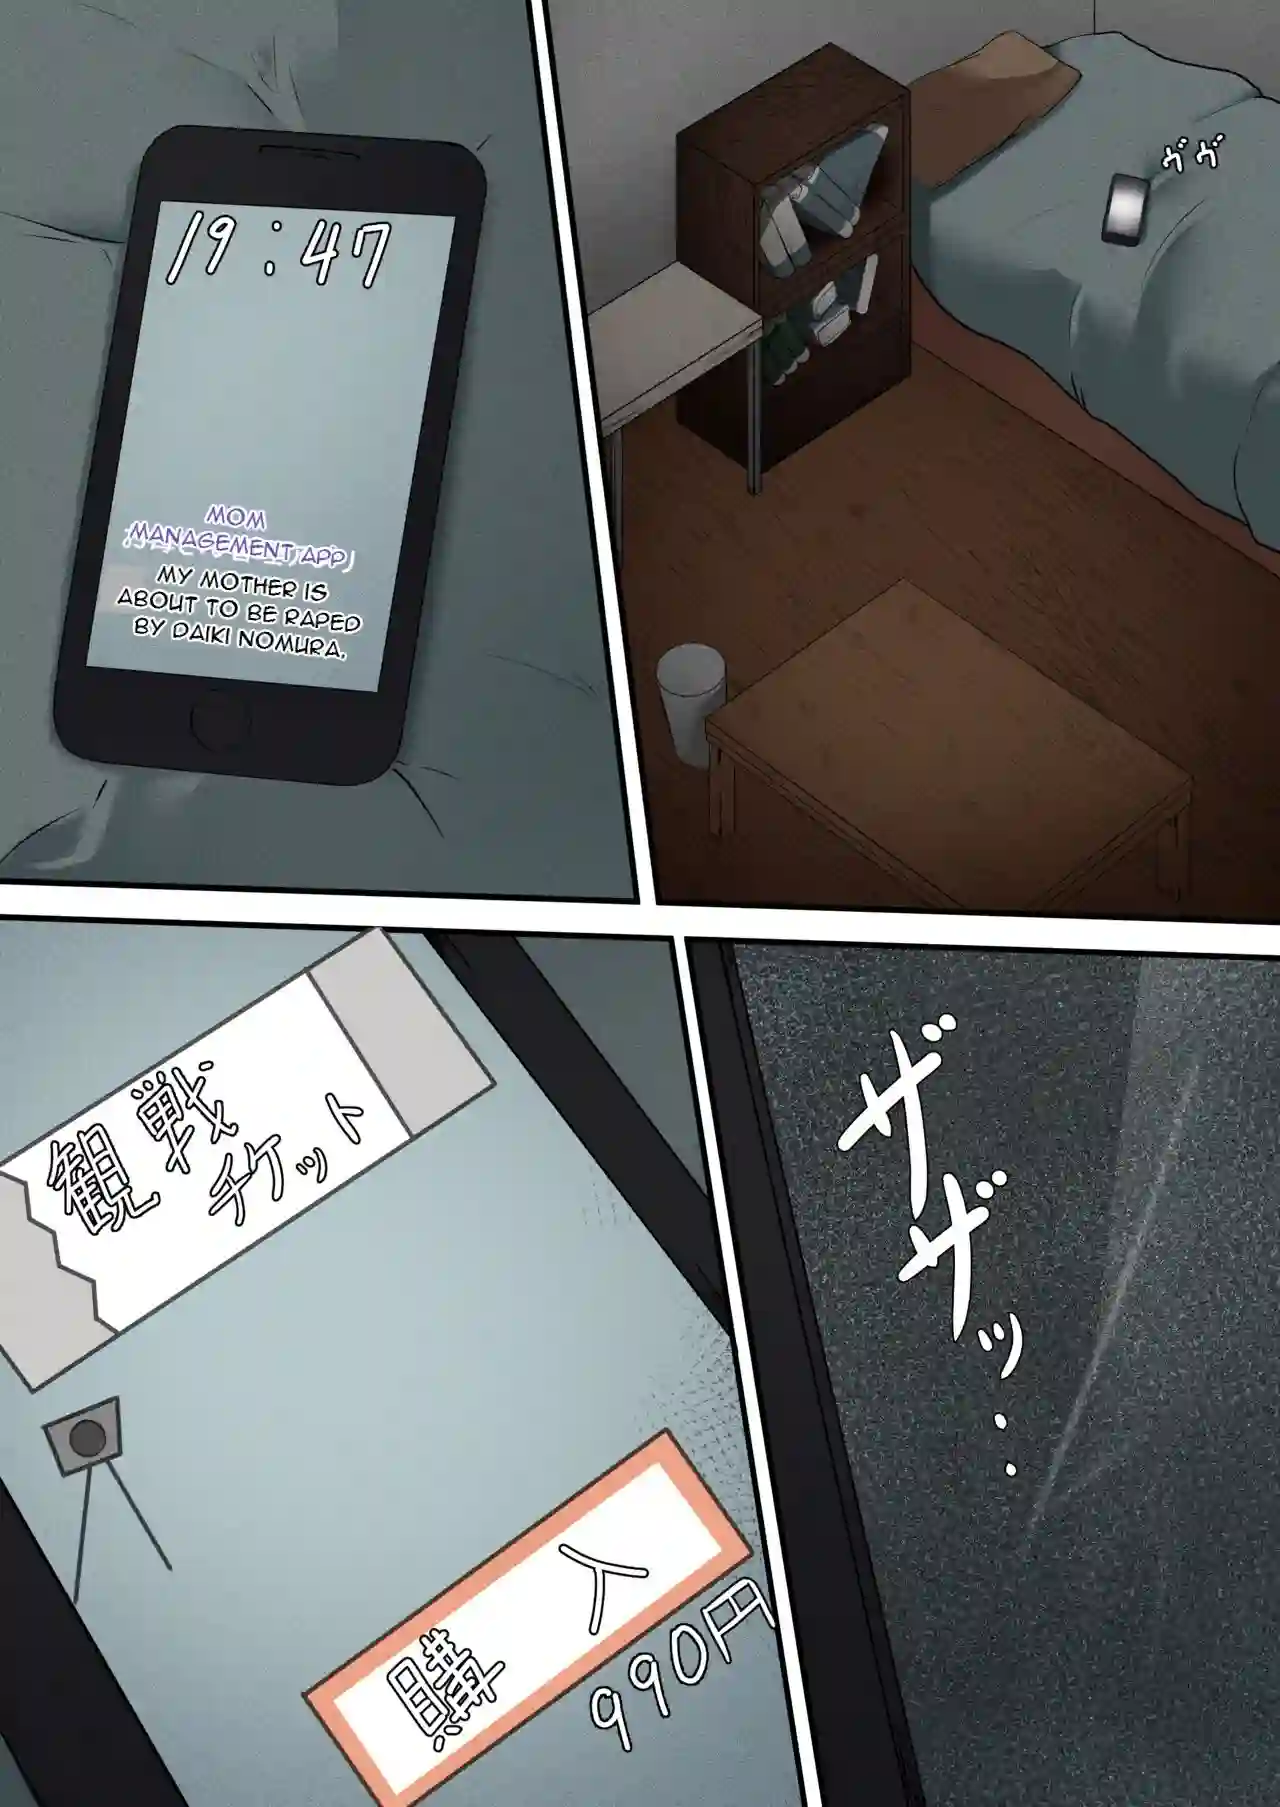 19:47
MOM
MANAGEMENT APP
MY MOTHER IS
ABOUT TO BE RAPED
BY DAIKI NOMURA.
ヴヴ
観戦
チケット
購入
990円
ザザッ..